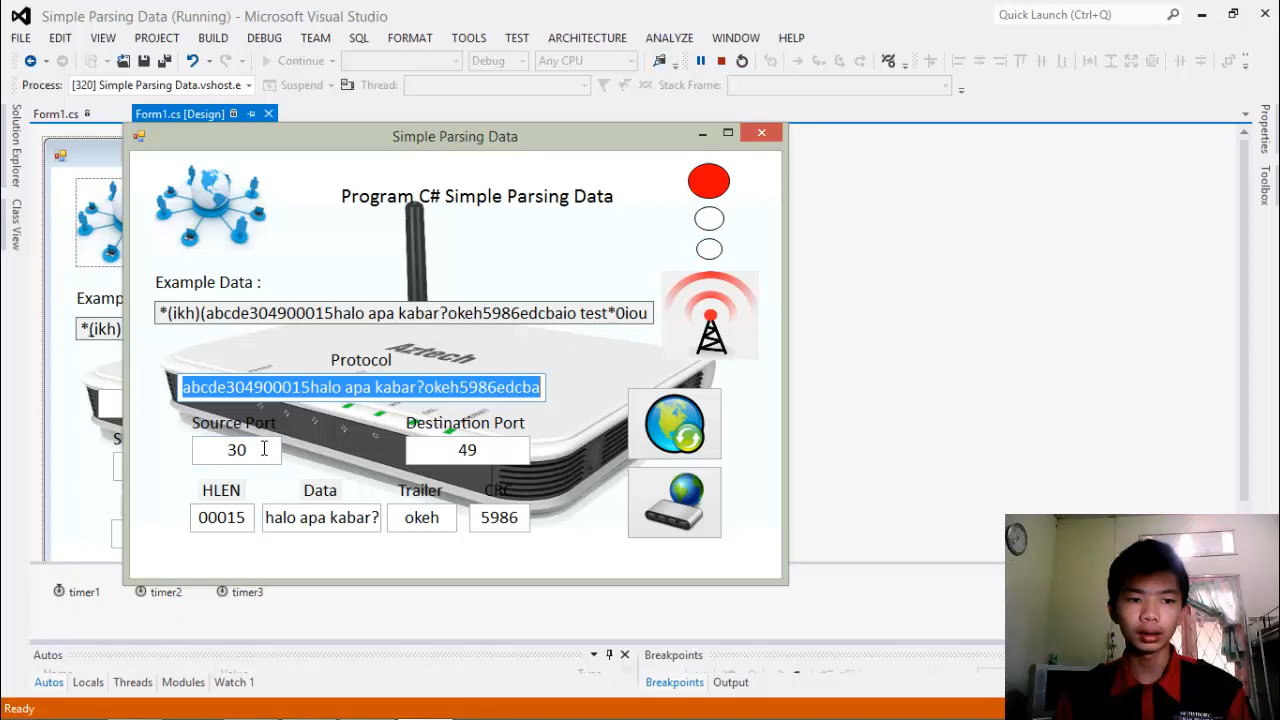 Simple Parsing Data (Running) - Microsoft Visual Studio
Quick Launch (Ctrl+Q)
FILE EDIT VIEW PROJECT BUILD DEBUG TEAM SQL FORMAT TOOLS TEST ARCHITECTURE ANALYZE WINDOW HELP
Continue Debug Any CPU
Process: [320] Simple Parsing Data.vshost.e Suspend Thread: Stack Frame:
Form1.cs Form1.cs [Design]
Solution Explorer
Class View
Properties
Toolbox
Simple Parsing Data
Program C# Simple Parsing Data
Example Data :
*(ikh)(abcde304900015halo apa kabar?okeh5986edcbaio test*0iou
Examp
*(ikh)
Aztech
Protocol
abcde304900015halo apa kabar?okeh5986edcba
Source Port Destination Port
S
30 49
HLEN Data Trailer CRC
00015 halo apa kabar? okeh 5986
timer1 timer2 timer3
Autos Breakpoints
Name Value
Autos Locals Threads Modules Watch 1 Breakpoints Output
Ready